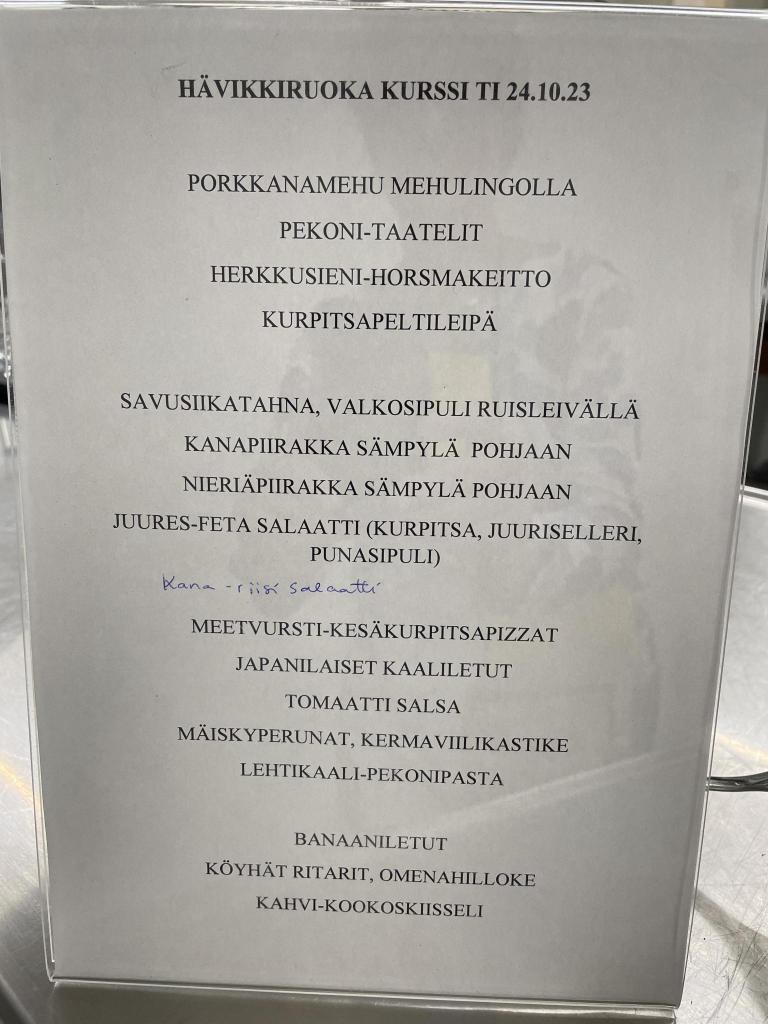 HÄVIKKIRUOKA KURSSI TI 24.10.23
PORKKANAMEHU MEHULINGOLLA
PEKONI-TAATELIT
HERKKUSIENI-HORSMAKEITTO
KURPITSAPELTILEIPÄ
SAVUSIIKATAHNA, VALKOSIPULI RUISLEIVÄLLÄ
KANAPIIRAKKA SÄMPYLÄ POHJAAN
NIERIÄPIIRAKKA SÄMPYLÄ POHJAAN
JUURES-FETA SALAATTI (KURPITSA, JUURISELLERI,
PUNASIPULI)
Kana -riisi salaatti
MEETVURSTI-KESÄKURPITSAPIZZAT
JAPANILAISET KAALILETUT
TOMAATTI SALSA
MÄISKYPERUNAT, KERMAVIILIKASTIKE
LEHTIKAALI-PEKONIPASTA
BANAANILETUT
KÖYHÄT RITARIT, OMENAHILLOKE
KAHVI-KOOKOSKIISSELI